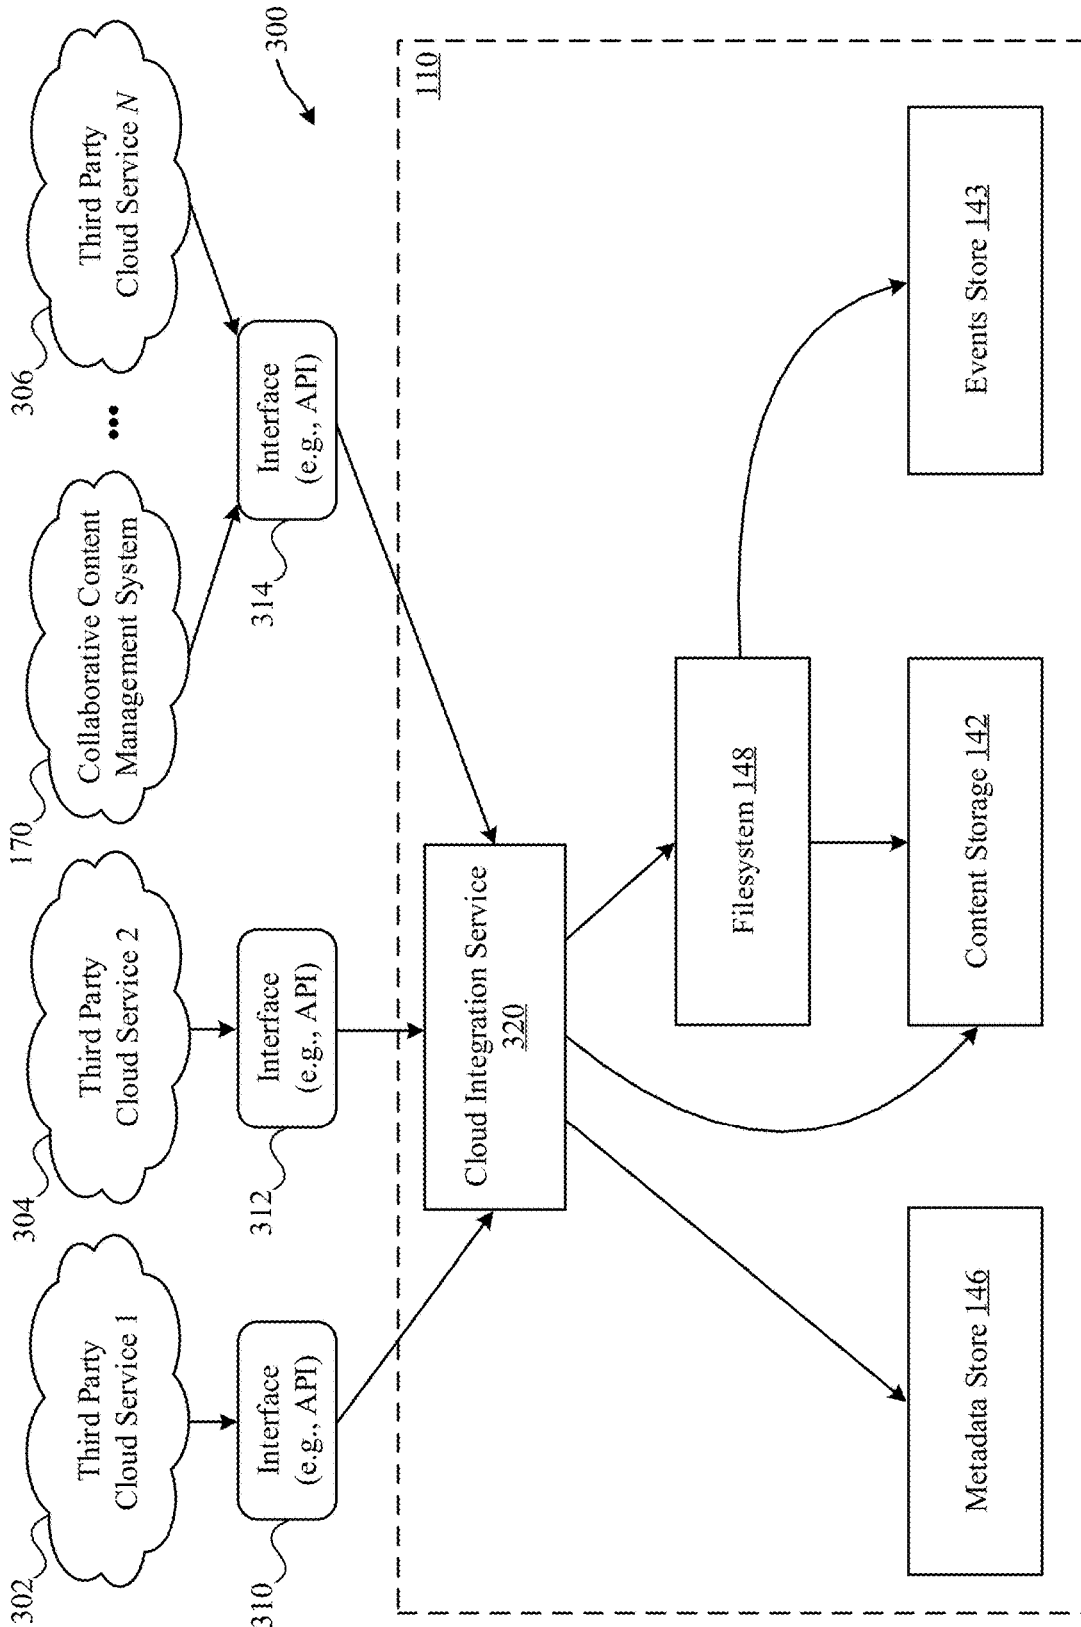 300
302
Third Party
Cloud Service 1
304
Third Party
Cloud Service 2
170
Collaborative Content
Management System
•••
306
Third Party
Cloud Service N
310
Interface
(e.g., API)
312
Interface
(e.g., API)
314
Interface
(e.g., API)
110
Cloud Integration Service
320
Filesystem 148
Metadata Store 146
Content Storage 142
Events Store 143